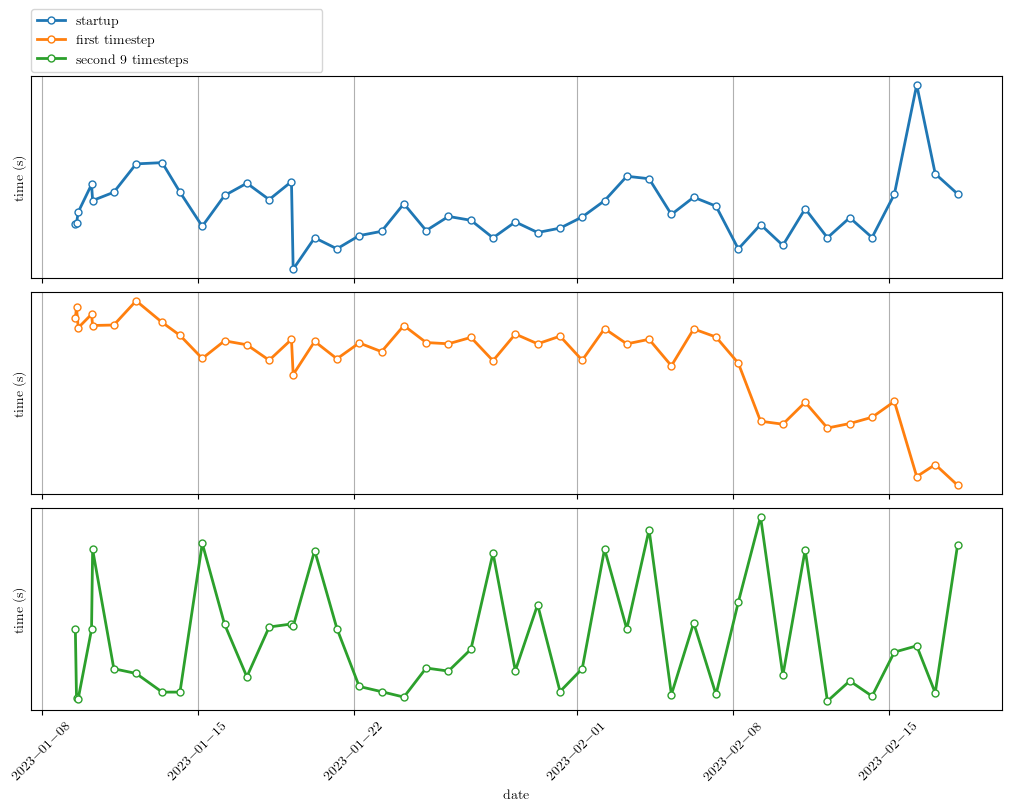 startup
first timestep
second 9 timesteps
time (s)
time (s)
time (s)
2023−01−08
2023−01−15
2023−01−22
2023−02−01
2023−02−08
2023−02−15
date